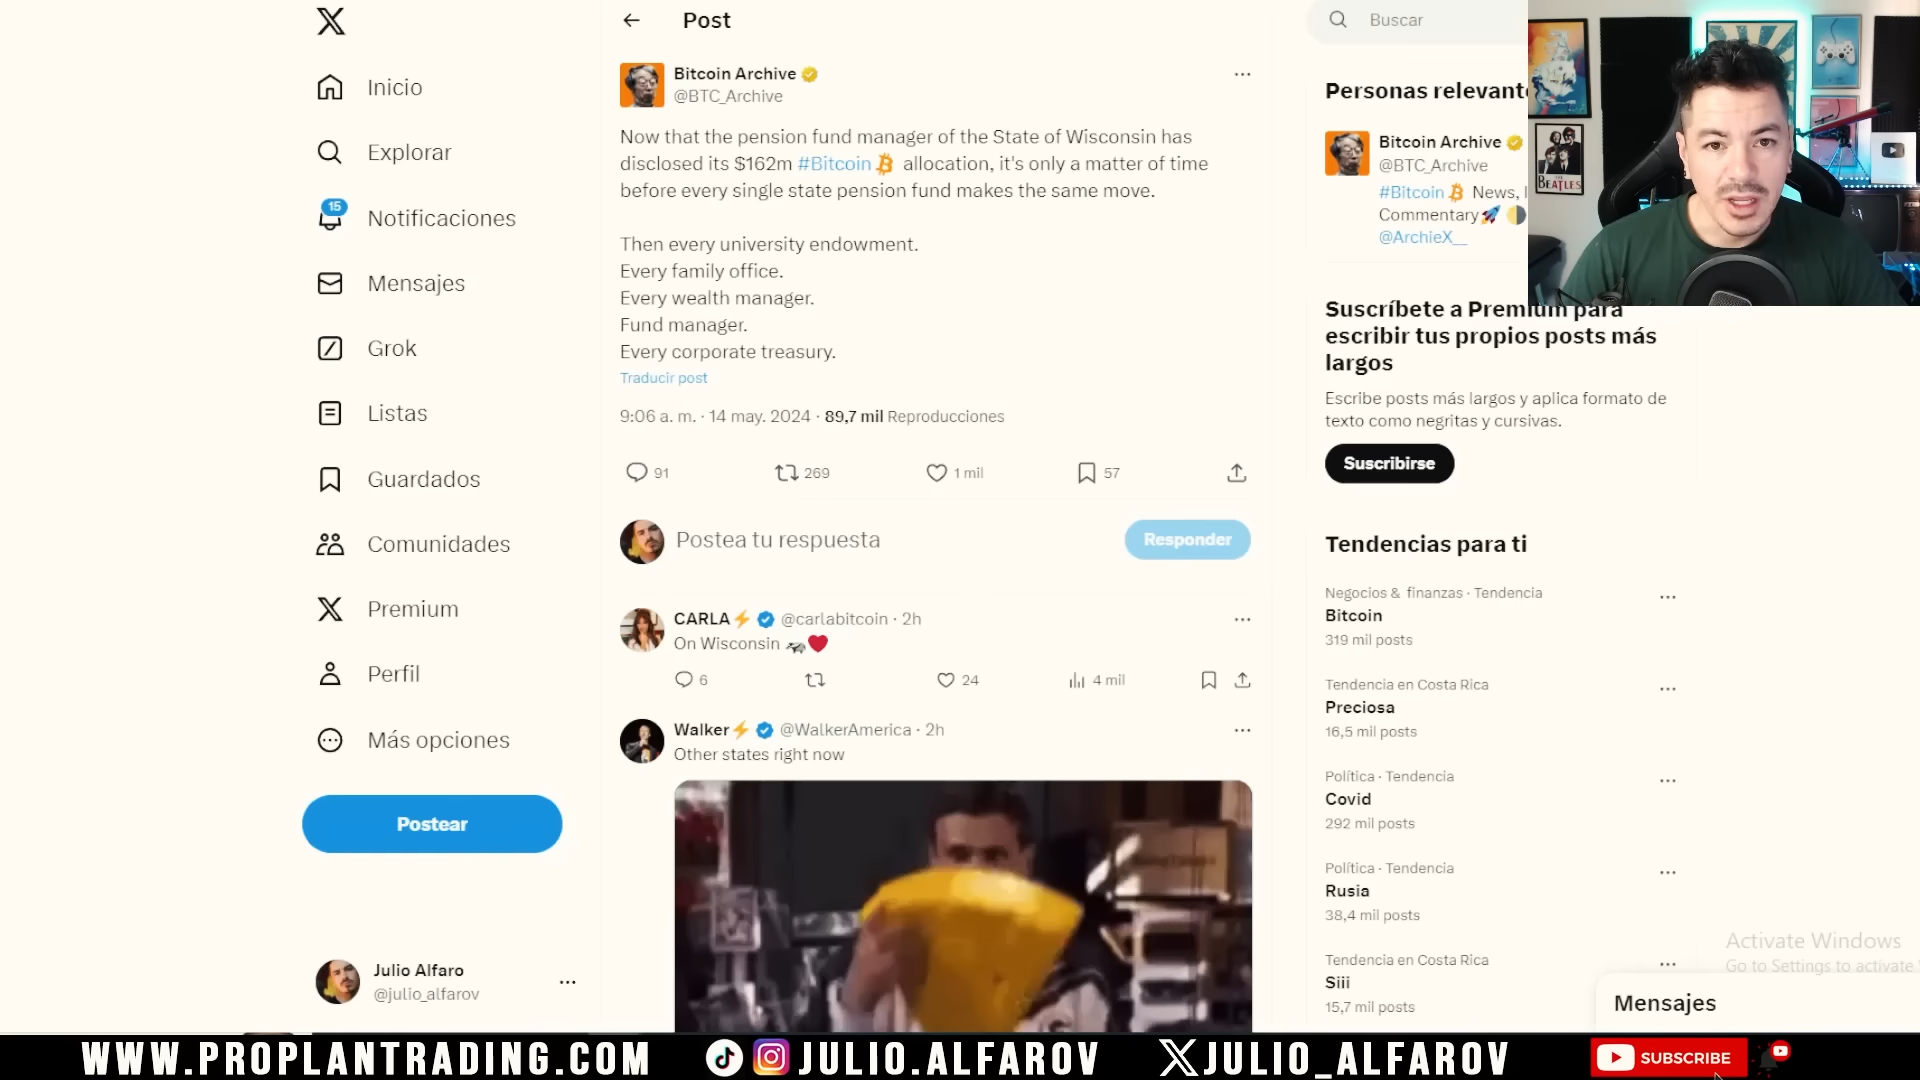 Post
Buscar
Inicio
Explorar
15
Notificaciones
Mensajes
Grok
Listas
Guardados
Comunidades
Premium
Perfil
Más opciones
Postear
Julio Alfaro
@julio_alfarov
Bitcoin Archive
@BTC_Archive
Now that the pension fund manager of the State of Wisconsin has
disclosed its $162m #Bitcoin allocation, it's only a matter of time
before every single state pension fund makes the same move.
Then every university endowment.
Every family office.
Every wealth manager.
Fund manager.
Every corporate treasury.
Traducir post
9:06 a. m. · 14 may. 2024 · 89,7 mil Reproducciones
91 269 1 mil 57
Postea tu respuesta
Responder
CARLA⚡ @carlabitcoin · 2h
On Wisconsin 🦡❤️
6 24 4 mil
Walker⚡ @WalkerAmerica · 2h
Other states right now
Personas relevant
Bitcoin Archive
@BTC_Archive
#Bitcoin News,
Commentary🚀🌗
@ArchieX__
Suscríbete a Premium para
escribir tus propios posts más
largos
Escribe posts más largos y aplica formato de
texto como negritas y cursivas.
Suscribirse
Tendencias para ti
Negocios & finanzas · Tendencia
Bitcoin
319 mil posts
Tendencia en Costa Rica
Preciosa
16,5 mil posts
Política · Tendencia
Covid
292 mil posts
Política · Tendencia
Rusia
38,4 mil posts
Tendencia en Costa Rica
Siii
15,7 mil posts
Activate Windows
Go to Settings to activate
Mensajes
BEATLES
WWW.PROPLANTRADING.COM
JULIO.ALFAROV
JULIO_ALFAROV
SUBSCRIBE